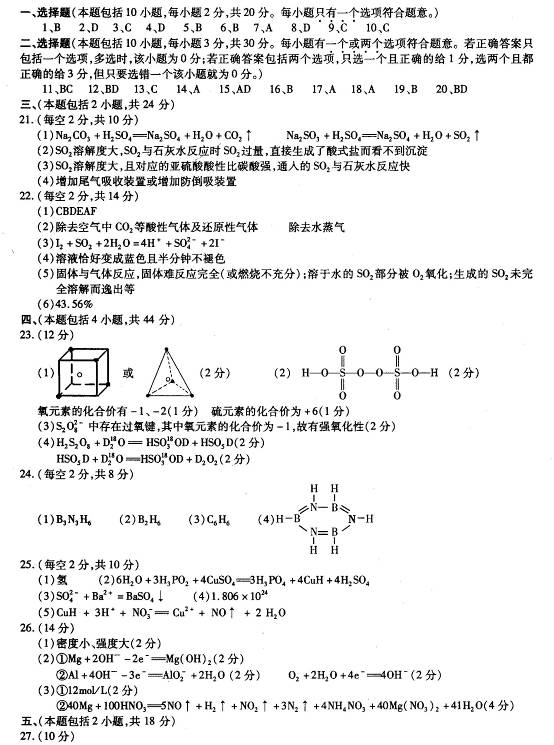 一、选择题(本题包括10小题,每小题2分,共20分。每小题只有一个选项符合题意。)
1、B 2、D 3、C 4、D 5、B 6、B 7、A 8、D 9、C 10、C
二、选择题(本题包括10小题,每小题3分,共30分。每小题有一个或两个选项符合题意。若正确答案只
包括一个选项,多选时,该小题为0分;若正确答案包括两个选项,只选一个且正确的给1分,选两个且都
正确的给3分,但只要选错一个该小题就为0分。)
11、BC 12、BD 13、C 14、A 15、AD 16、B 17、A 18、A 19、B 20、BD
三、(本题包括2小题,共24分)
21.(每空2分,共10分)
(1)Na₂CO₃ + H₂SO₄══Na₂SO₄ + H₂O + CO₂↑ Na₂SO₃ + H₂SO₄══Na₂SO₄ + H₂O + SO₂↑
(2)SO₂溶解度大,SO₂与石灰水反应时SO₂过量,直接生成了酸式盐而看不到沉淀
(3)SO₂溶解度大,且对应的亚硫酸酸性比碳酸强,通入的SO₂与石灰水反应快
(4)增加尾气吸收装置或增加防倒吸装置
22.(每空2分,共14分)
(1)CBDEAF
(2)除去空气中CO₂等酸性气体及还原性气体 除去水蒸气
(3)I₂ + SO₂ + 2H₂O = 4H⁺ + SO₄²⁻ + 2I⁻
(4)溶液恰好变成蓝色且半分钟不褪色
(5)固体与气体反应,固体难反应完全(或燃烧不充分);溶于水的SO₂部分被O₂氧化;生成的SO₂未完
全溶解而逸出等
(6)43.56%
四、(本题包括4小题,共44分)
23.(12分)
(1) O 或 O (2分) (2) H—O—S—O—O—S—O—H (2分)
O O
O O
氧元素的化合价有-1、-2(1分) 硫元素的化合价为+6(1分)
(3)S₂O₈²⁻中存在过氧键,其中氧元素的化合价为-1,故有强氧化性(2分)
(4)H₂S₂O₈ + D₂¹⁸O══HSO₃¹⁸OD + HSO₅D(2分)
HSO₅D + D₂¹⁸O══HSO₃¹⁸OD + D₂O₂(2分)
24.(每空2分,共8分)
H H
N—B
(1)B₃N₃H₆ (2)B₂H₆ (3)C₆H₆ (4)H—B N—H
N═B
H H
25.(每空2分,共10分)
(1)氢 (2)6H₂O + 3H₃PO₂ + 4CuSO₄══3H₃PO₄ + 4CuH + 4H₂SO₄
(3)SO₄²⁻ + Ba²⁺ = BaSO₄↓ (4)1.806×10²⁴
(5)CuH + 3H⁺ + NO₃⁻══Cu²⁺ + NO↑ + 2H₂O
26.(14分)
(1)密度小、强度大(2分)
(2)①Mg + 2OH⁻ - 2e⁻══Mg(OH)₂(2分)
②Al + 4OH⁻ - 3e⁻══AlO₂⁻ + 2H₂O(2分) O₂ + 2H₂O + 4e⁻══4OH⁻(2分)
(3)①12mol/L(2分)
②40Mg + 100HNO₃══5NO↑ + H₂↑ + NO₂↑ + 3N₂↑ + 4NH₄NO₃ + 40Mg(NO₃)₂ + 41H₂O(4分)
五、(本题包括2小题,共18分)
27.(10分)